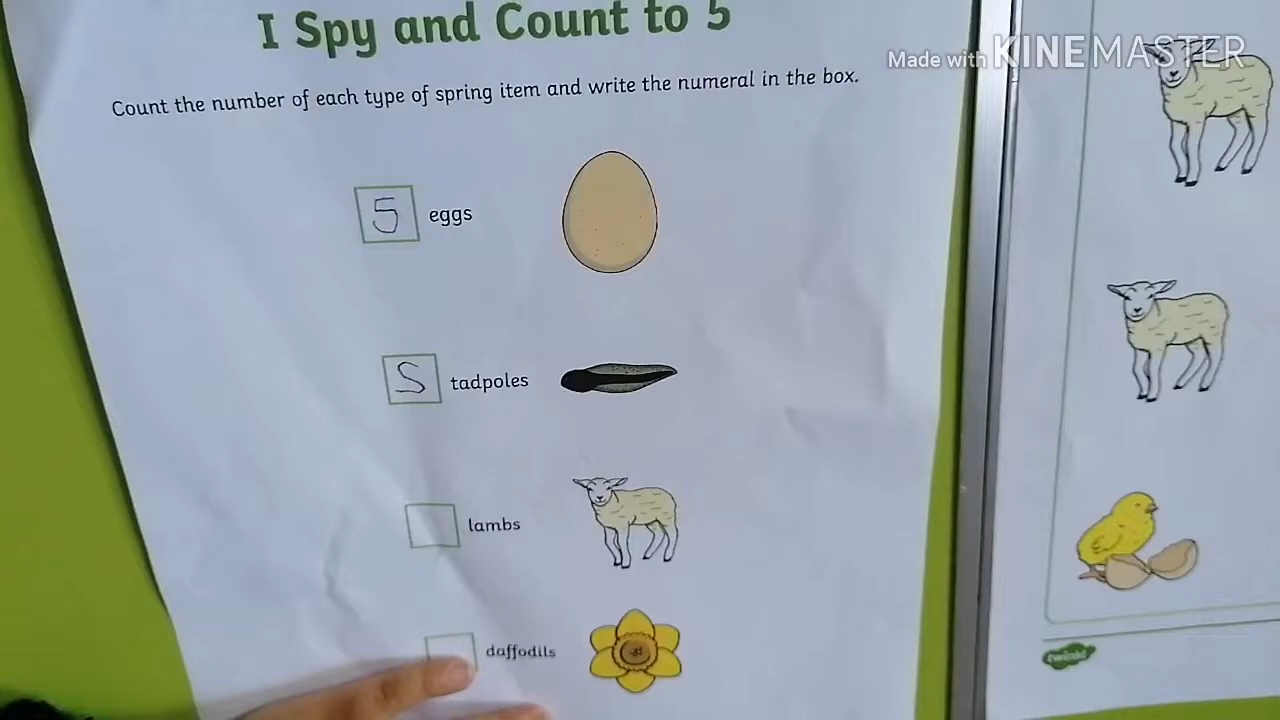 I Spy and Count to 5
Made with KINEMASTER
Count the number of each type of spring item and write the numeral in the box.
5 eggs
5 tadpoles
lambs
daffodils
twinkl